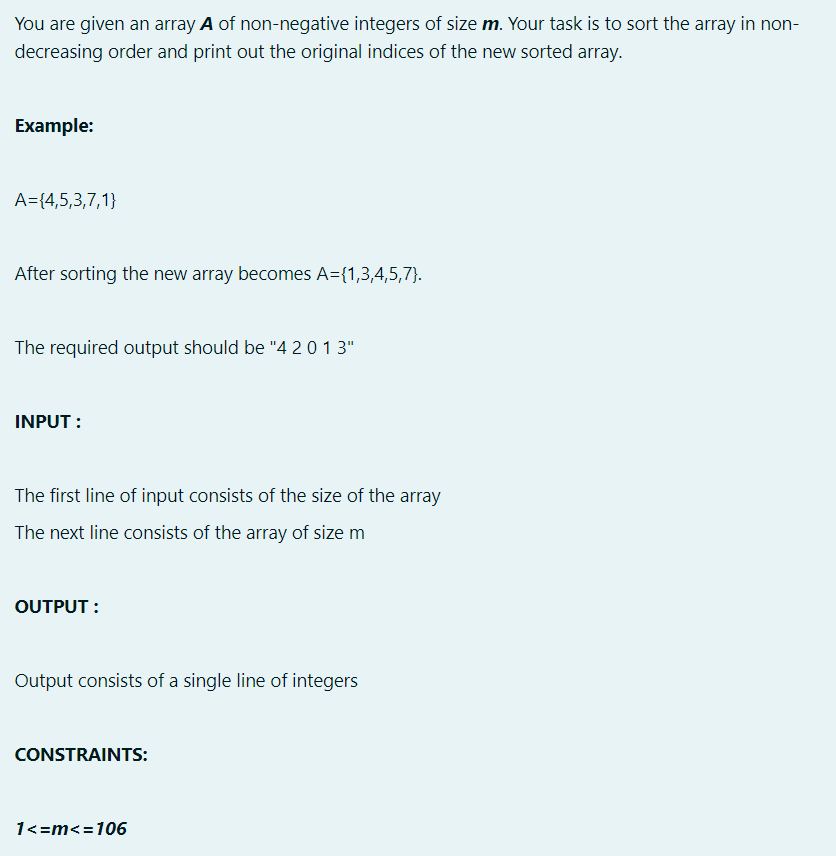 You are given an array A of non-negative integers of size m. Your task is to sort the array in non-
decreasing order and print out the original indices of the new sorted array.
Example:
A={4,5,3,7,1}
After sorting the new array becomes A={1,3,4,5,7}.
The required output should be "4 2 0 1 3"
INPUT :
The first line of input consists of the size of the array
The next line consists of the array of size m
OUTPUT :
Output consists of a single line of integers
CONSTRAINTS:
1<=m<=106